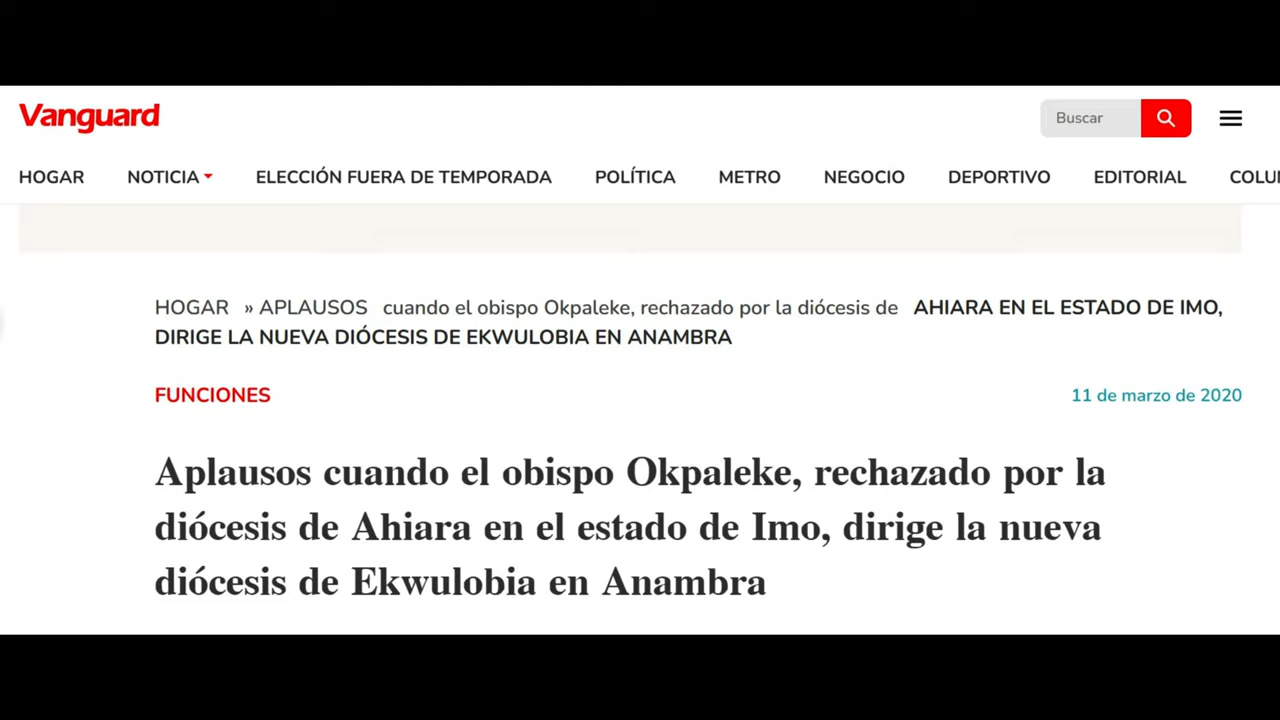 Vanguard
Buscar
HOGAR NOTICIA ELECCIÓN FUERA DE TEMPORADA POLÍTICA METRO NEGOCIO DEPORTIVO EDITORIAL COLU
HOGAR » APLAUSOS cuando el obispo Okpaleke, rechazado por la diócesis de AHIARA EN EL ESTADO DE IMO,
DIRIGE LA NUEVA DIÓCESIS DE EKWULOBIA EN ANAMBRA
FUNCIONES
11 de marzo de 2020
Aplausos cuando el obispo Okpaleke, rechazado por la
diócesis de Ahiara en el estado de Imo, dirige la nueva
diócesis de Ekwulobia en Anambra